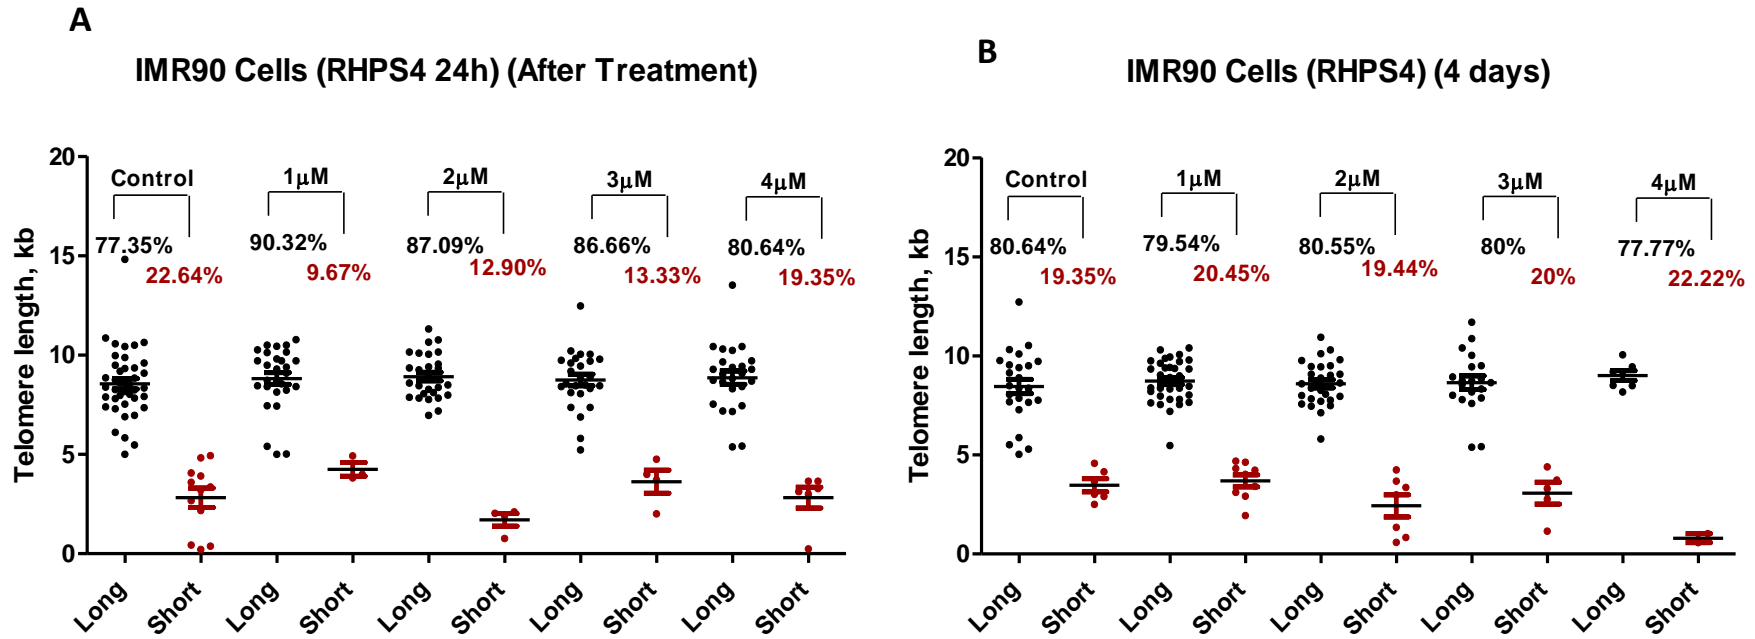 A
IMR90 Cells (RHPS4 24h) (After Treatment)
Telomere length, kb
20
15
10
5
0
Control
1μM
2μM
3μM
4μM
77.35%
90.32%
87.09%
86.66%
80.64%
22.64%
9.67%
12.90%
13.33%
19.35%
Long
Short
Long
Short
Long
Short
Long
Short
Long
Short
B
IMR90 Cells (RHPS4) (4 days)
Telomere length, kb
20
15
10
5
0
Control
1μM
2μM
3μM
4μM
80.64%
79.54%
80.55%
80%
77.77%
19.35%
20.45%
19.44%
20%
22.22%
Long
Short
Long
Short
Long
Short
Long
Short
Long
Short